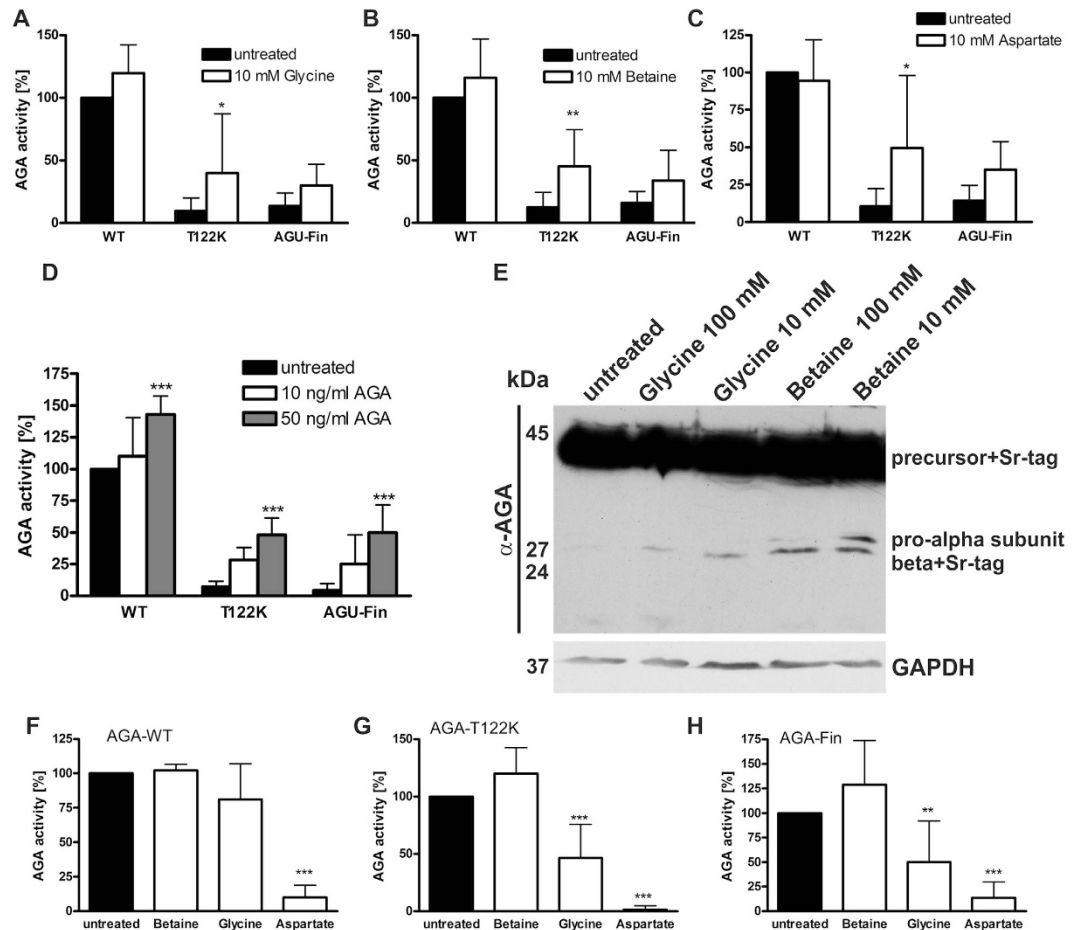 A
AGA activity [%]
150
100
50
0
untreated
10 mM Glycine
*
WT
T122K
AGU-Fin
B
AGA activity [%]
150
100
50
0
untreated
10 mM Betaine
**
WT
T122K
AGU-Fin
C
AGA activity [%]
125
100
75
50
25
0
untreated
10 mM Aspartate
*
WT
T122K
AGU-Fin
D
AGA activity [%]
175
150
125
100
75
50
25
0
untreated
10 ng/ml AGA
50 ng/ml AGA
***
***
***
WT
T122K
AGU-Fin
E
untreated
Glycine 100 mM
Glycine 10 mM
Betaine 100 mM
Betaine 10 mM
kDa
45
27
24
37
α-AGA
precursor+Sr-tag
pro-alpha subunit
beta+Sr-tag
GAPDH
F
AGA-WT
AGA activity [%]
125
100
75
50
25
0
***
untreated
Betaine
Glycine
Aspartate
G
AGA-T122K
AGA activity [%]
150
100
50
0
***
***
untreated
Betaine
Glycine
Aspartate
H
AGA-Fin
AGA activity [%]
175
150
125
100
75
50
25
0
**
***
untreated
Betaine
Glycine
Aspartate